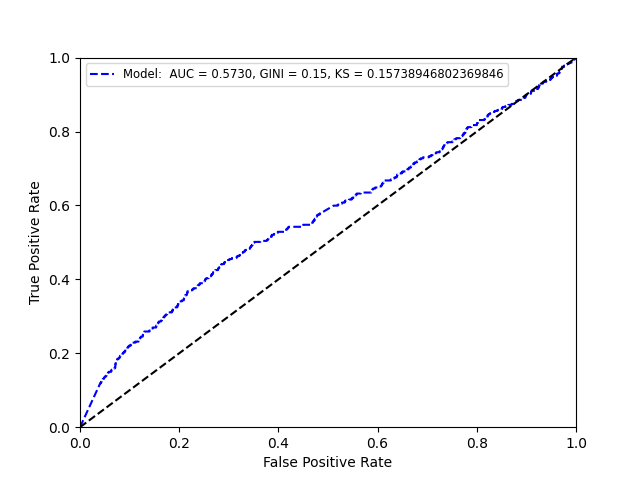 Model: AUC = 0.5730, GINI = 0.15, KS = 0.15738946802369846
1.0
0.8
0.6
0.4
0.2
0.0
True Positive Rate
0.0 0.2 0.4 0.6 0.8 1.0
False Positive Rate